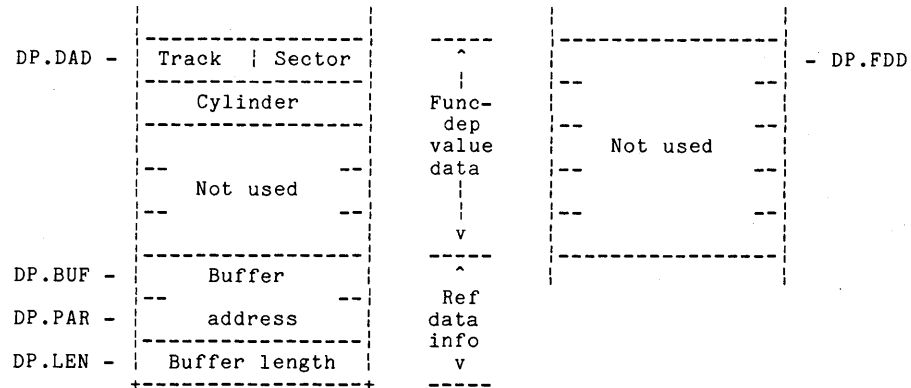 DP.DAD - Track ¦ Sector ^ - DP.FDD
Cylinder Func-
dep
value Not used
data
Not used
v
DP.BUF - Buffer ^
Ref
DP.PAR - address data
info
DP.LEN - Buffer length v